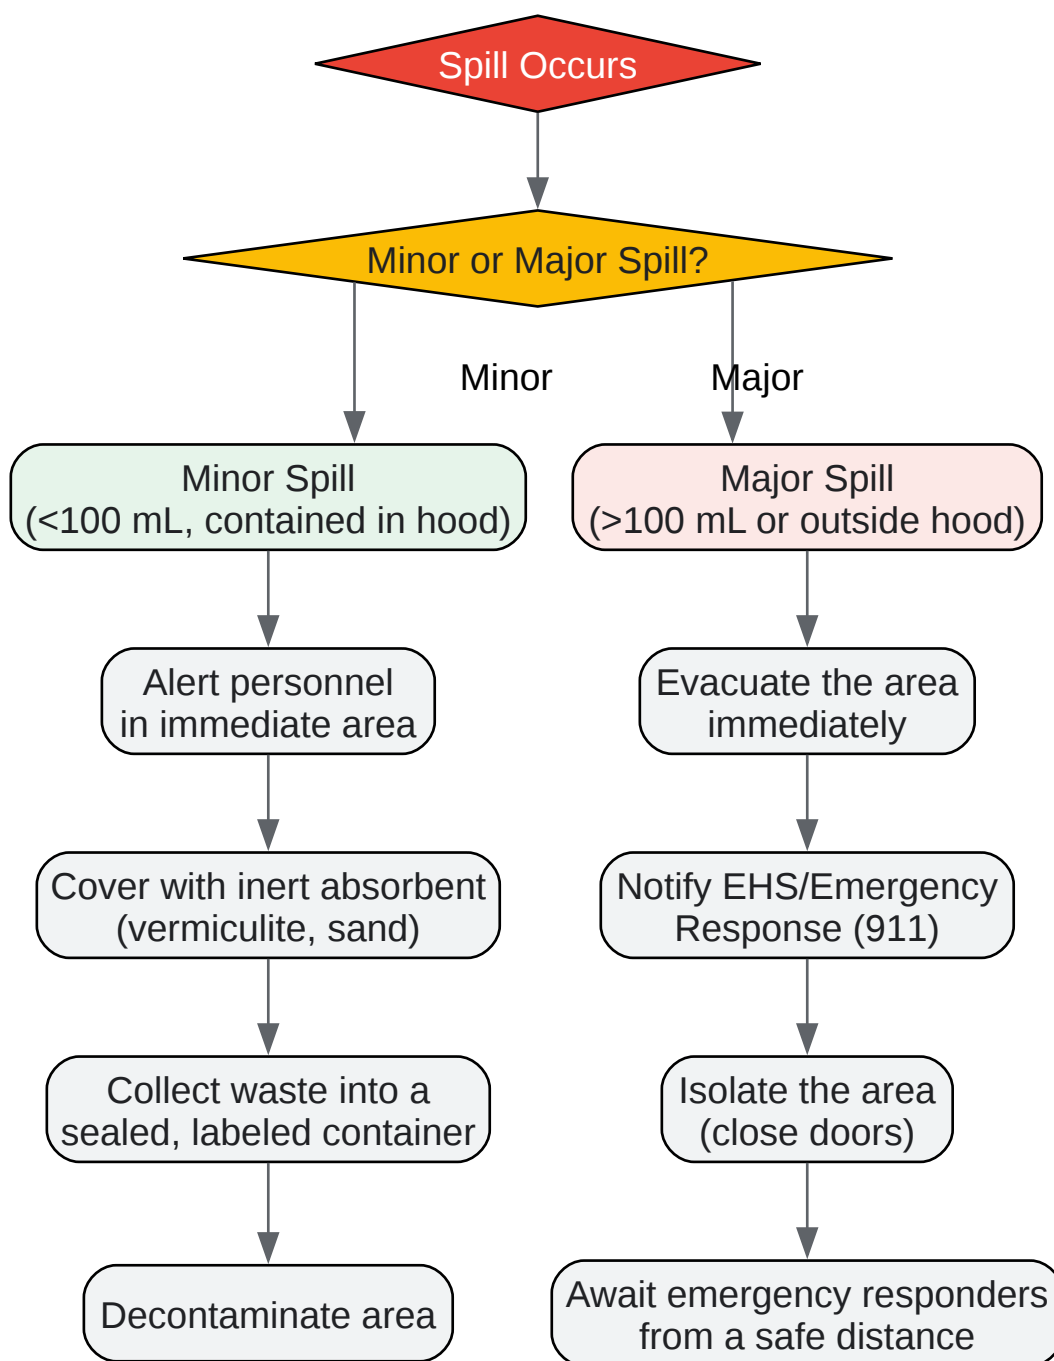 Spill Occurs
Minor or Major Spill?
Minor
Major
Minor Spill
(<100 mL, contained in hood)
Major Spill
(>100 mL or outside hood)
Alert personnel
in immediate area
Evacuate the area
immediately
Cover with inert absorbent
(vermiculite, sand)
Notify EHS/Emergency
Response (911)
Collect waste into a
sealed, labeled container
Isolate the area
(close doors)
Decontaminate area
Await emergency responders
from a safe distance